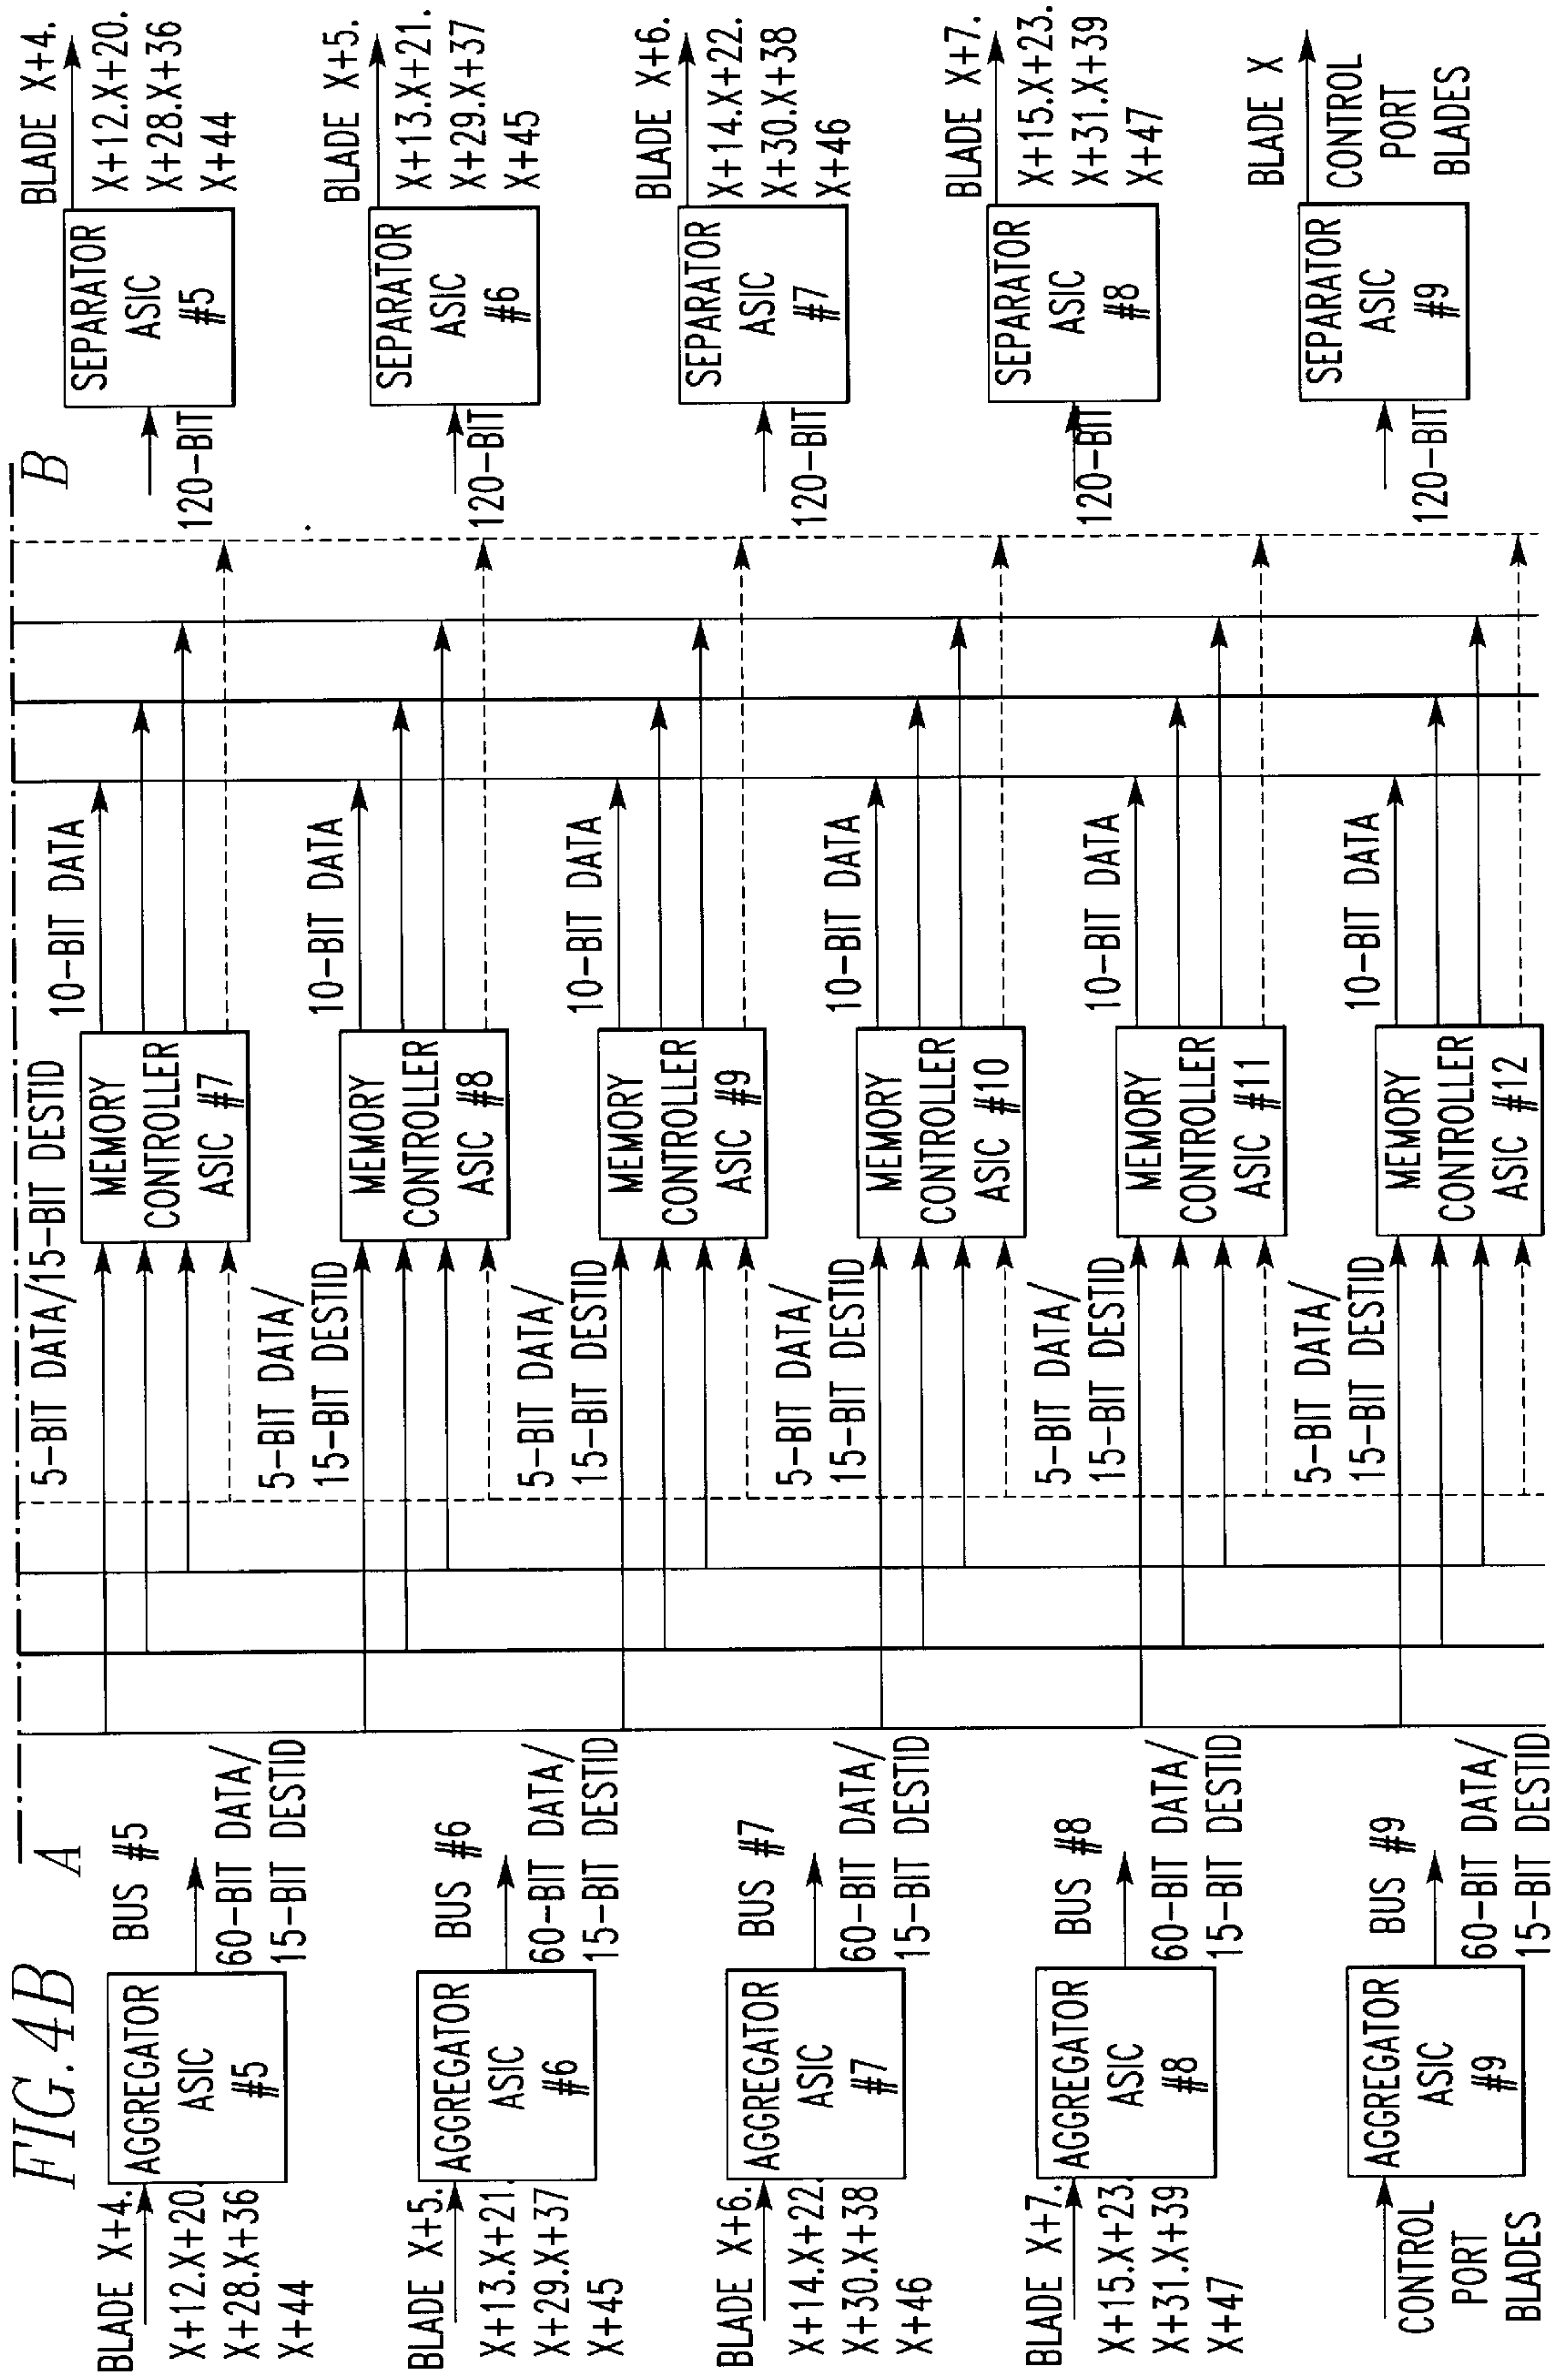 FIG. 4B
A
B
BLADE X+4.
X+12.X+20.
X+28.X+36
X+44
AGGREGATOR
ASIC
#5
BUS #5
60-BIT DATA/
15-BIT DESTID
BLADE X+5.
X+13.X+21.
X+29.X+37
X+45
AGGREGATOR
ASIC
#6
BUS #6
60-BIT DATA/
15-BIT DESTID
BLADE X+6.
X+14.X+22.
X+30.X+38
X+46
AGGREGATOR
ASIC
#7
BUS #7
60-BIT DATA/
15-BIT DESTID
BLADE X+7.
X+15.X+23.
X+31.X+39
X+47
AGGREGATOR
ASIC
#8
BUS #8
60-BIT DATA/
15-BIT DESTID
CONTROL
PORT
BLADES
AGGREGATOR
ASIC
#9
BUS #9
60-BIT DATA/
15-BIT DESTID
5-BIT DATA/15-BIT DESTID
MEMORY
CONTROLLER
ASIC #7
10-BIT DATA
5-BIT DATA/
15-BIT DESTID
MEMORY
CONTROLLER
ASIC #8
10-BIT DATA
5-BIT DATA/
15-BIT DESTID
MEMORY
CONTROLLER
ASIC #9
10-BIT DATA
5-BIT DATA/
15-BIT DESTID
MEMORY
CONTROLLER
ASIC #10
10-BIT DATA
5-BIT DATA/
15-BIT DESTID
MEMORY
CONTROLLER
ASIC #11
10-BIT DATA
5-BIT DATA/
15-BIT DESTID
MEMORY
CONTROLLER
ASIC #12
10-BIT DATA
120-BIT
SEPARATOR
ASIC
#5
BLADE X+4.
X+12.X+20.
X+28.X+36
X+44
120-BIT
SEPARATOR
ASIC
#6
BLADE X+5.
X+13.X+21.
X+29.X+37
X+45
120-BIT
SEPARATOR
ASIC
#7
BLADE X+6.
X+14.X+22.
X+30.X+38
X+46
120-BIT
SEPARATOR
ASIC
#8
BLADE X+7.
X+15.X+23.
X+31.X+39
X+47
120-BIT
SEPARATOR
ASIC
#9
BLADE X
CONTROL
PORT
BLADES